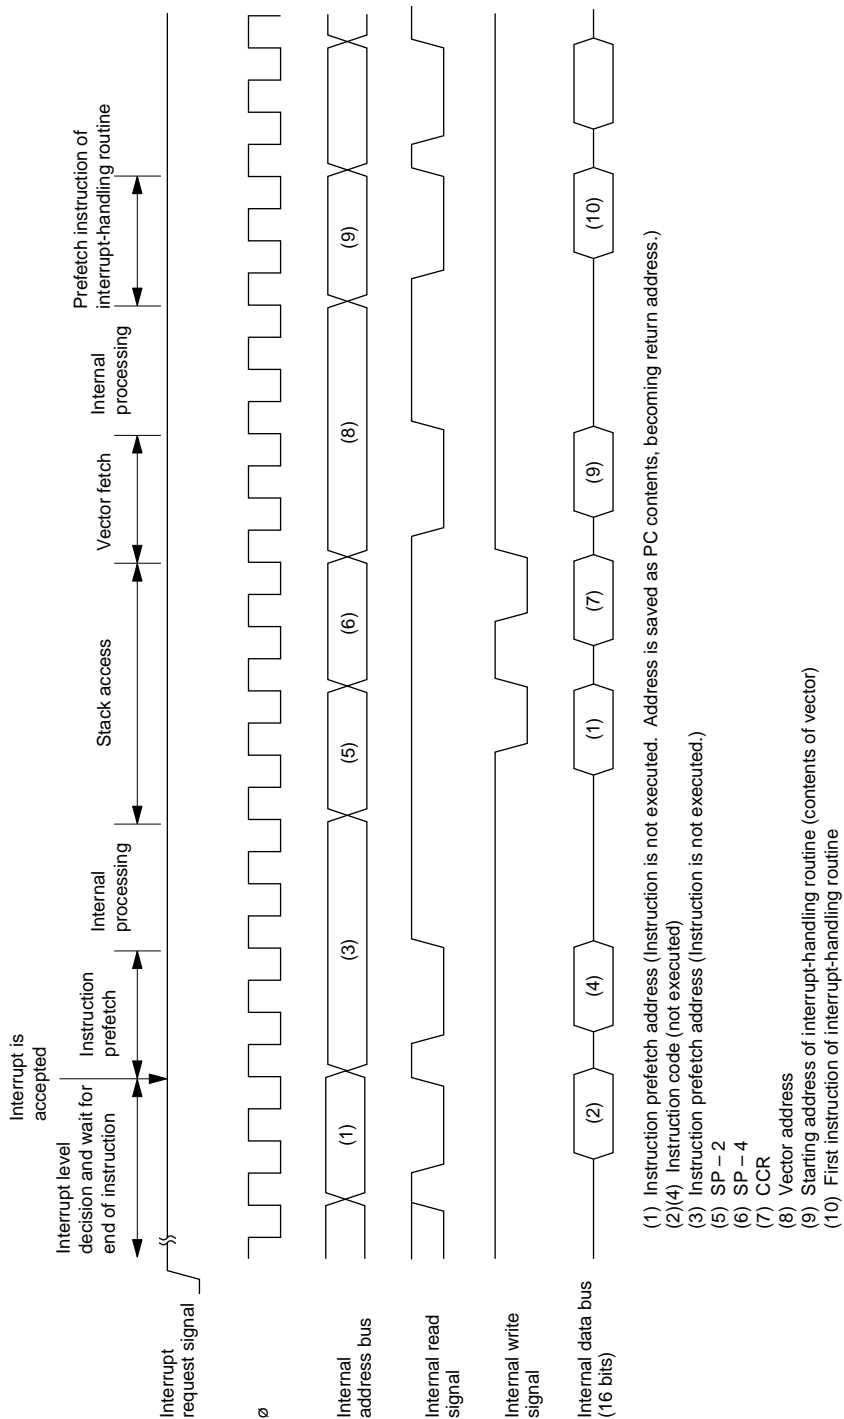 Interrupt is
accepted
Interrupt level
decision and wait for
end of instruction
Instruction
prefetch
Internal
processing
Stack access
Vector fetch
Internal
processing
Prefetch instruction of
interrupt-handling routine
Interrupt
request signal
ø
Internal
address bus
(1)
(3)
(5)
(6)
(8)
(9)
Internal read
signal
Internal write
signal
Internal data bus
(16 bits)
(2)
(4)
(1)
(7)
(9)
(10)
(1) Instruction prefetch address (Instruction is not executed. Address is saved as PC contents, becoming return address.)
(2)(4) Instruction code (not executed)
(3) Instruction prefetch address (Instruction is not executed.)
(5) SP – 2
(6) SP – 4
(7) CCR
(8) Vector address
(9) Starting address of interrupt-handling routine (contents of vector)
(10) First instruction of interrupt-handling routine